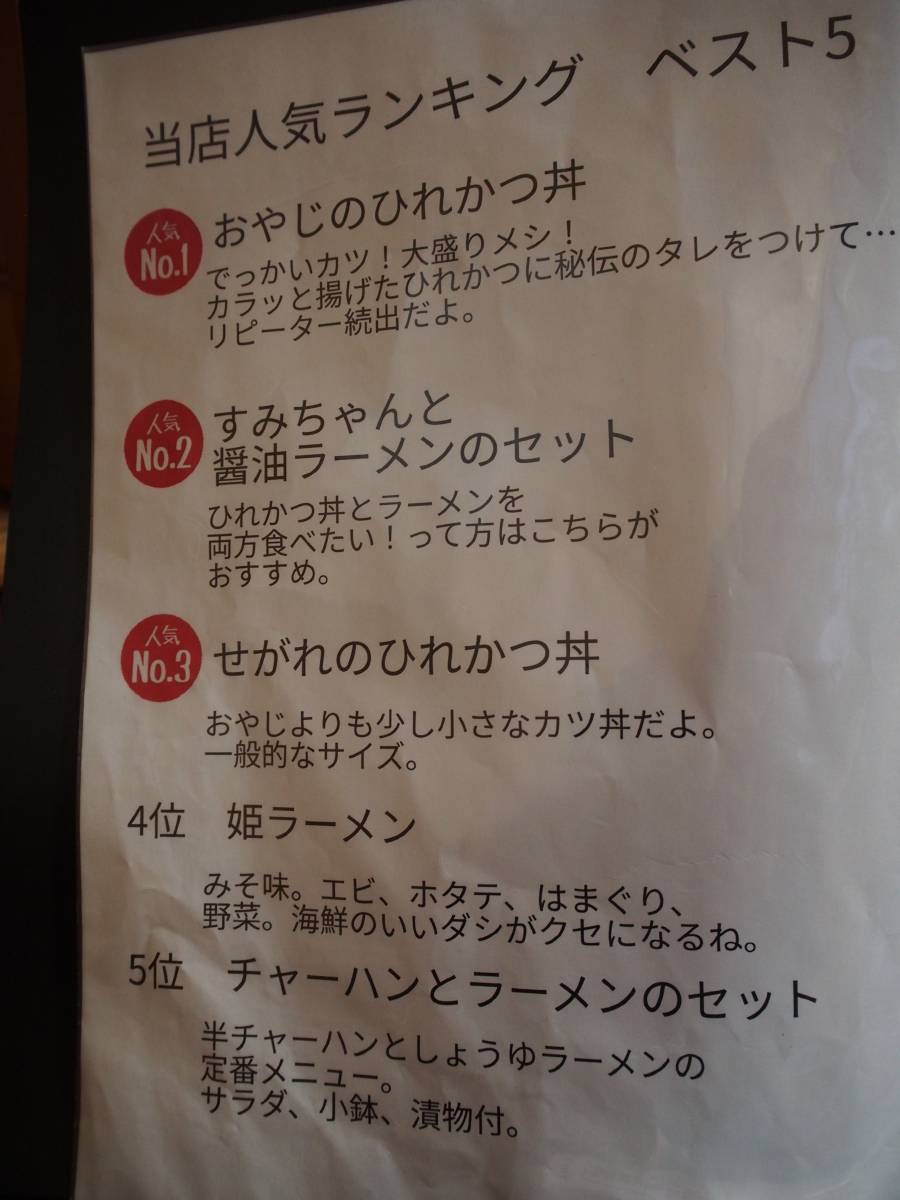 当店人気ランキング　ベスト5
人気 No.1
おやじのひれかつ丼
でっかいカツ！大盛りメシ！
カラッと揚げたひれかつに秘伝のタレをつけて…
リピーター続出だよ。
人気 No.2
すみちゃんと
醤油ラーメンのセット
ひれかつ丼とラーメンを
両方食べたい！って方はこちらが
おすすめ。
人気 No.3
せがれのひれかつ丼
おやじよりも少し小さなカツ丼だよ。
一般的なサイズ。
4位　姫ラーメン
みそ味。エビ、ホタテ、はまぐり、
野菜。海鮮のいいダシがクセになるね。
5位　チャーハンとラーメンのセット
半チャーハンとしょうゆラーメンの
定番メニュー。
サラダ、小鉢、漬物付。